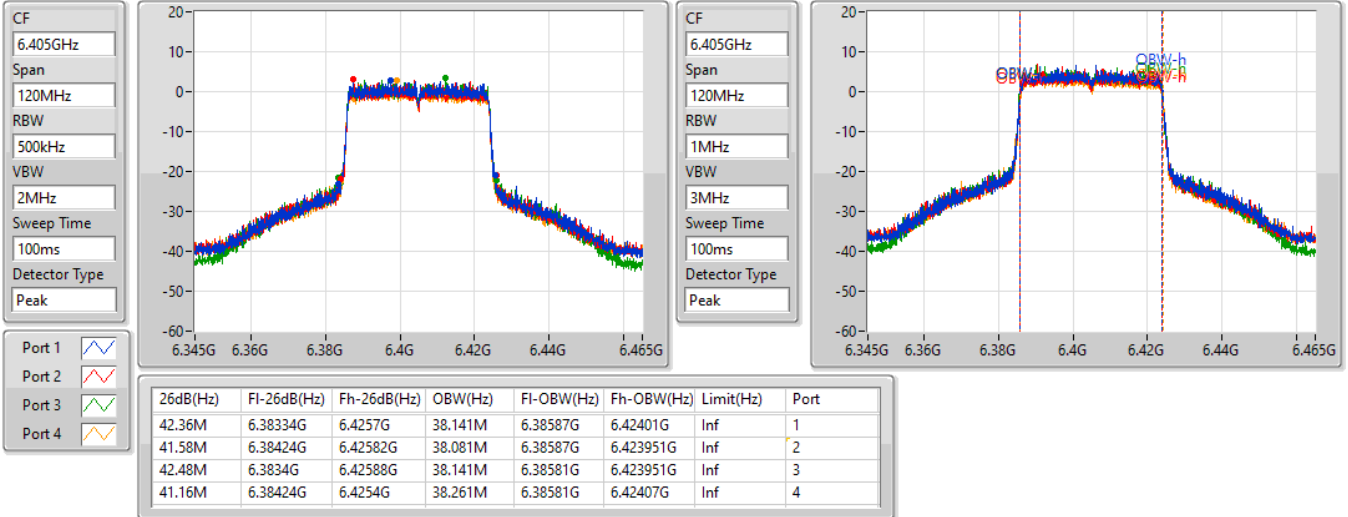 CF
6.405GHz
Span
120MHz
RBW
500kHz
VBW
2MHz
Sweep Time
100ms
Detector Type
Peak
20
10
0
-10
-20
-30
-40
-50
-60
6.345G 6.36G 6.38G 6.4G 6.42G 6.44G 6.465G
CF
6.405GHz
Span
120MHz
RBW
1MHz
VBW
3MHz
Sweep Time
100ms
Detector Type
Peak
20
10
0
-10
-20
-30
-40
-50
-60
OBW-h
OBW-h
6.345G 6.36G 6.38G 6.4G 6.42G 6.44G 6.465G
Port 1
Port 2
Port 3
Port 4
26dB(Hz) Fl-26dB(Hz) Fh-26dB(Hz) OBW(Hz) Fl-OBW(Hz) Fh-OBW(Hz) Limit(Hz) Port
42.36M 6.38334G 6.4257G 38.141M 6.38587G 6.42401G Inf 1
41.58M 6.38424G 6.42582G 38.081M 6.38587G 6.423951G Inf 2
42.48M 6.3834G 6.42588G 38.141M 6.38581G 6.423951G Inf 3
41.16M 6.38424G 6.4254G 38.261M 6.38581G 6.42407G Inf 4